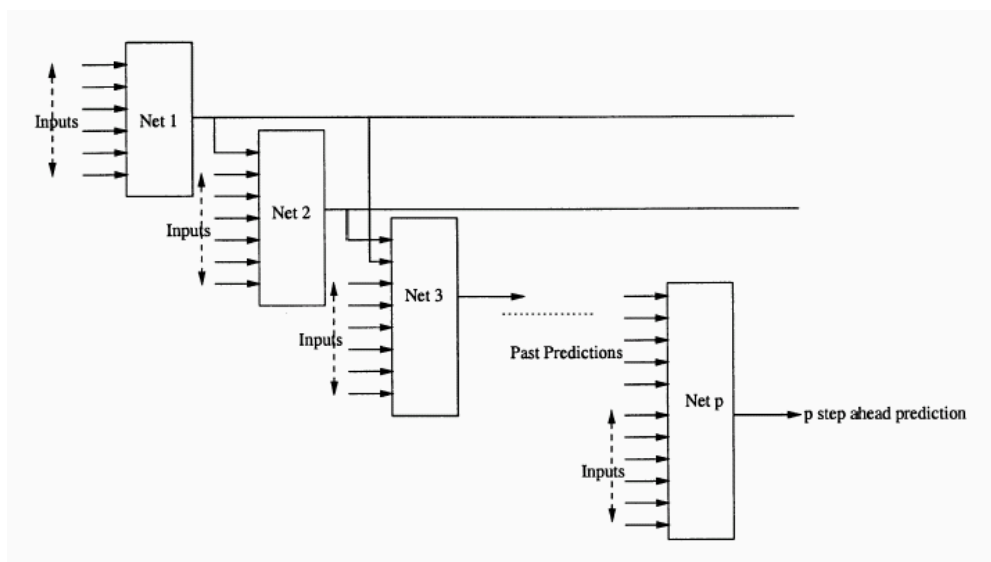 Inputs
Net 1
Net 2
Inputs
Net 3
Inputs
Past Predictions
Net p
p step ahead prediction
Inputs